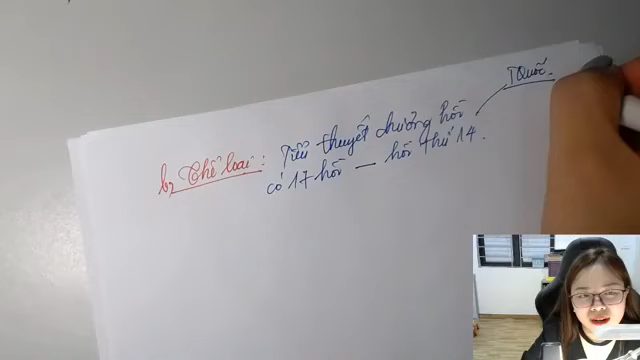 TQuốc
b, Thể loại: Tiểu thuyết chương hồi
có 17 hồi — hồi thứ 14.